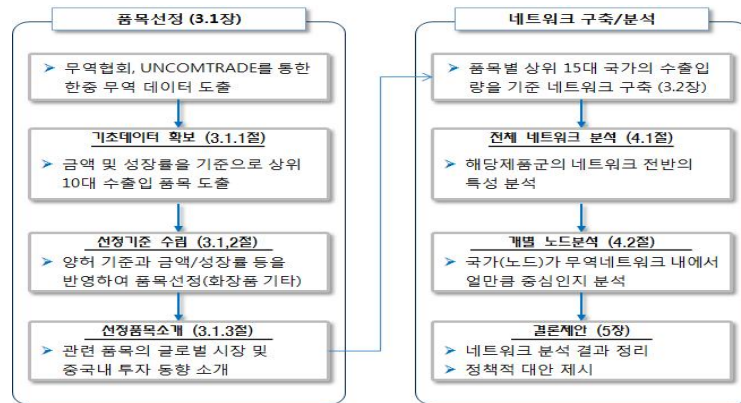 품목선정 (3.1장)
➢ 무역협회, UNCOMTRADE를 통한
한중 무역 데이터 도출
기초데이터 확보 (3.1.1절)
➢ 금액 및 성장률을 기준으로 상위
10대 수출입 품목 도출
선정기준 수립 (3.1,2절)
➢ 양허 기준과 금액/성장률 등을
반영하여 품목선정(화장품 기타)
선정품목소개 (3.1.3절)
➢ 관련 품목의 글로벌 시장 및
중국내 투자 동향 소개
네트워크 구축/분석
➢ 품목별 상위 15대 국가의 수출입
량을 기준 네트워크 구축 (3.2장)
전체 네트워크 분석 (4.1절)
➢ 해당제품군의 네트워크 전반의
특성 분석
개별 노드분석 (4.2절)
➢ 국가(노드)가 무역네트워크 내에서
얼만큼 중심인지 분석
결론제안 (5장)
➢ 네트워크 분석 결과 정리
➢ 정책적 대안 제시